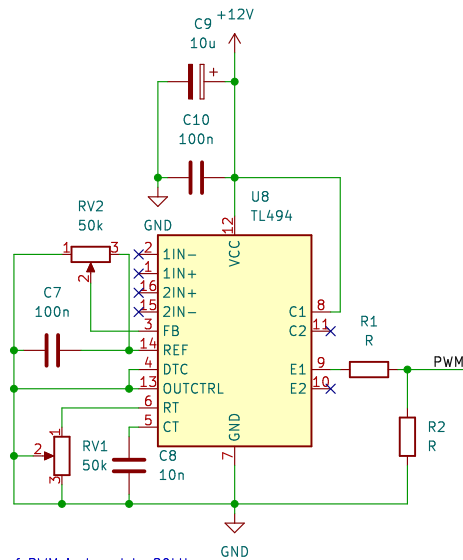 +12V
C9
10u
C10
100n
GND
U8
TL494
12
VCC
RV2
50k
1
3
2
C7
100n
2 1IN-
1 1IN+
16 2IN+
15 2IN-
3 FB
14 REF
4 DTC
13 OUTCTRL
6 RT
5 CT
C1 8
C2 11
E1 9
E2 10
GND
7
R1
R
PWM
R2
R
1
2
3
RV1
50k
C8
10n
GND